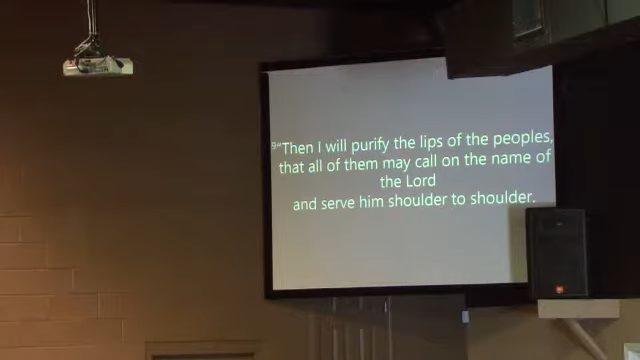 9“Then I will purify the lips of the peoples,
that all of them may call on the name of
the Lord
and serve him shoulder to shoulder.